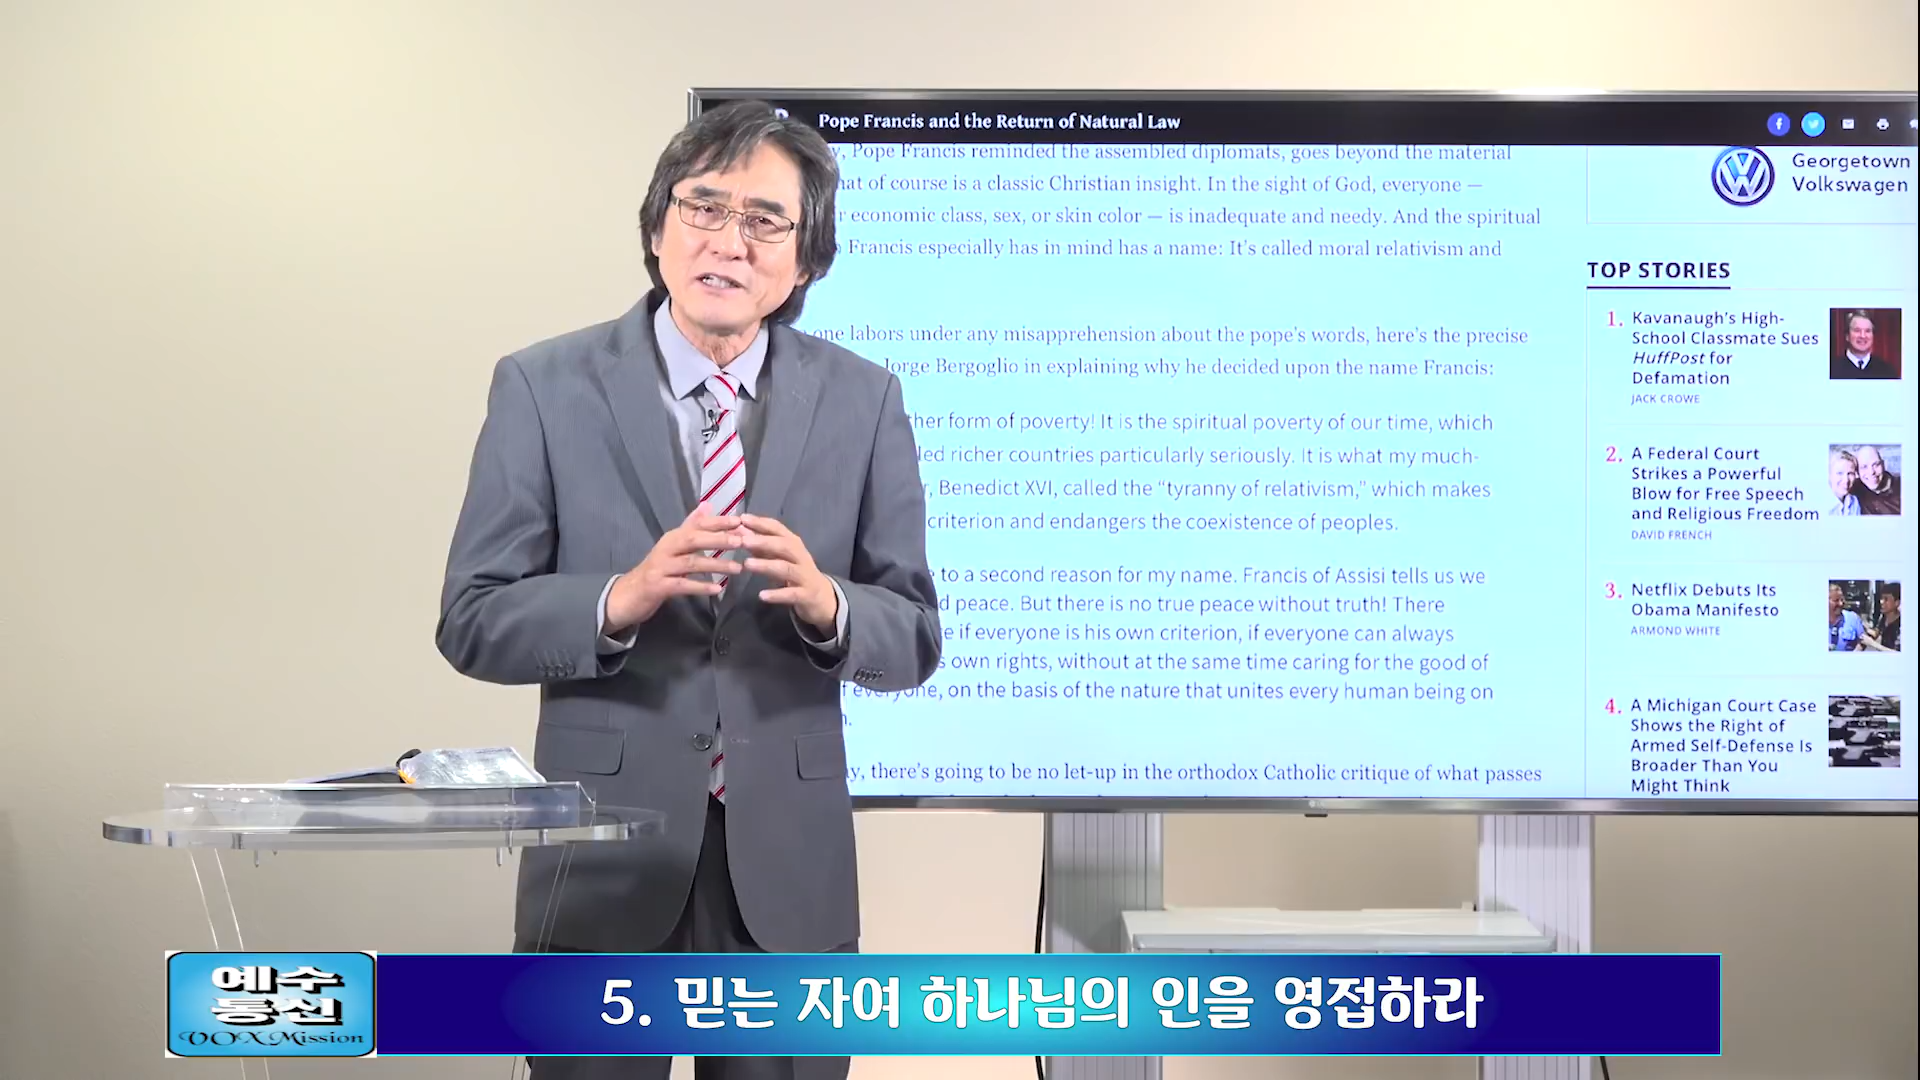 Pope Francis and the Return of Natural Law
Pope Francis reminded the assembled diplomats, goes beyond the material
of course is a classic Christian insight. In the sight of God, everyone —
economic class, sex, or skin color — is inadequate and needy. And the spiritual
Francis especially has in mind has a name: It's called moral relativism and
one labors under any misapprehension about the pope's words, here's the precise
Jorge Bergoglio in explaining why he decided upon the name Francis:
form of poverty! It is the spiritual poverty of our time, which
richer countries particularly seriously. It is what my much-
Benedict XVI, called the “tyranny of relativism,” which makes
criterion and endangers the coexistence of peoples.
to a second reason for my name. Francis of Assisi tells us we
peace. But there is no true peace without truth! There
if everyone is his own criterion, if everyone can always
own rights, without at the same time caring for the good of
everyone, on the basis of the nature that unites every human being on
there's going to be no let-up in the orthodox Catholic critique of what passes
Georgetown
Volkswagen
TOP STORIES
1. Kavanaugh's High-
School Classmate Sues
HuffPost for
Defamation
JACK CROWE
2. A Federal Court
Strikes a Powerful
Blow for Free Speech
and Religious Freedom
DAVID FRENCH
3. Netflix Debuts Its
Obama Manifesto
ARMOND WHITE
4. A Michigan Court Case
Shows the Right of
Armed Self-Defense Is
Broader Than You
Might Think
LG
예수
통신
VOXMission
5. 믿는 자여 하나님의 인을 영접하라